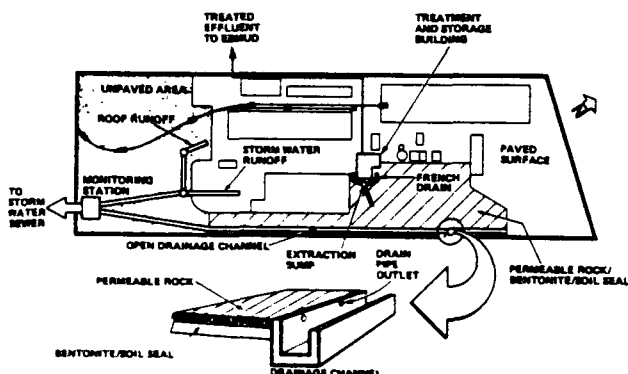 TREATED
EFFLUENT
TO EBMUD
TREATMENT
AND STORAGE
BUILDING
UNPAVED AREA
ROOF RUNOFF
STORM WATER
RUNOFF
PAVED
SURFACE
MONITORING
STATION
FRENCH
DRAIN
TO
STORM
WATER
SEWER
OPEN DRAINAGE CHANNEL
EXTRACTION
SUMP
DRAIN
PIPE
OUTLET
PERMEABLE ROCK/
BENTONITE/SOIL SEAL
PERMEABLE ROCK
BENTONITE/SOIL SEAL
DRAINAGE CHANNEL